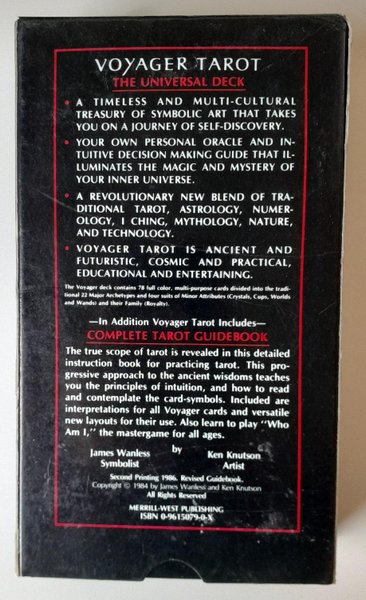 VOYAGER TAROT
THE UNIVERSAL DECK
• A TIMELESS AND MULTI-CULTURAL
TREASURY OF SYMBOLIC ART THAT TAKES
YOU ON A JOURNEY OF SELF-DISCOVERY.
• YOUR OWN PERSONAL ORACLE AND IN-
TUITIVE DECISION MAKING GUIDE THAT IL-
LUMINATES THE MAGIC AND MYSTERY OF
YOUR INNER UNIVERSE.
• A REVOLUTIONARY NEW BLEND OF TRA-
DITIONAL TAROT, ASTROLOGY, NUMER-
OLOGY, I CHING, MYTHOLOGY, NATURE,
AND TECHNOLOGY.
• VOYAGER TAROT IS ANCIENT AND
FUTURISTIC, COSMIC AND PRACTICAL,
EDUCATIONAL AND ENTERTAINING.
The Voyager deck contains 78 full color, multi-purpose cards divided into the tradi-
tional 22 Major Archetypes and four suits of Minor Attributes (Crystals, Cups, Worlds
and Wands) and their Family (Royalty).
—In Addition Voyager Tarot Includes—
COMPLETE TAROT GUIDEBOOK
The true scope of tarot is revealed in this detailed
instruction book for practicing tarot. This pro-
gressive approach to the ancient wisdoms teaches
you the principles of intuition, and how to read
and contemplate the card-symbols. Included are
interpretations for all Voyager cards and versatile
new layouts for their use. Also learn to play "Who
Am I," the mastergame for all ages.
by
James Wanless Ken Knutson
Symbolist Artist
Second Printing 1986. Revised Guidebook.
Copyright © 1984 by James Wanless and Ken Knutson
All Rights Reserved
MERRILL-WEST PUBLISHING
ISBN 0-9615079-0-X